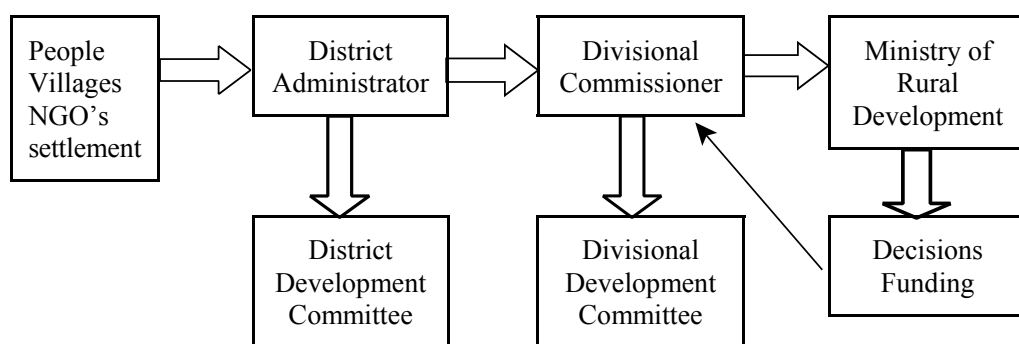 People
Villages
NGO's
settlement
District
Administrator
Divisional
Commissioner
Ministry of
Rural
Development
District
Development
Committee
Divisional
Development
Committee
Decisions
Funding